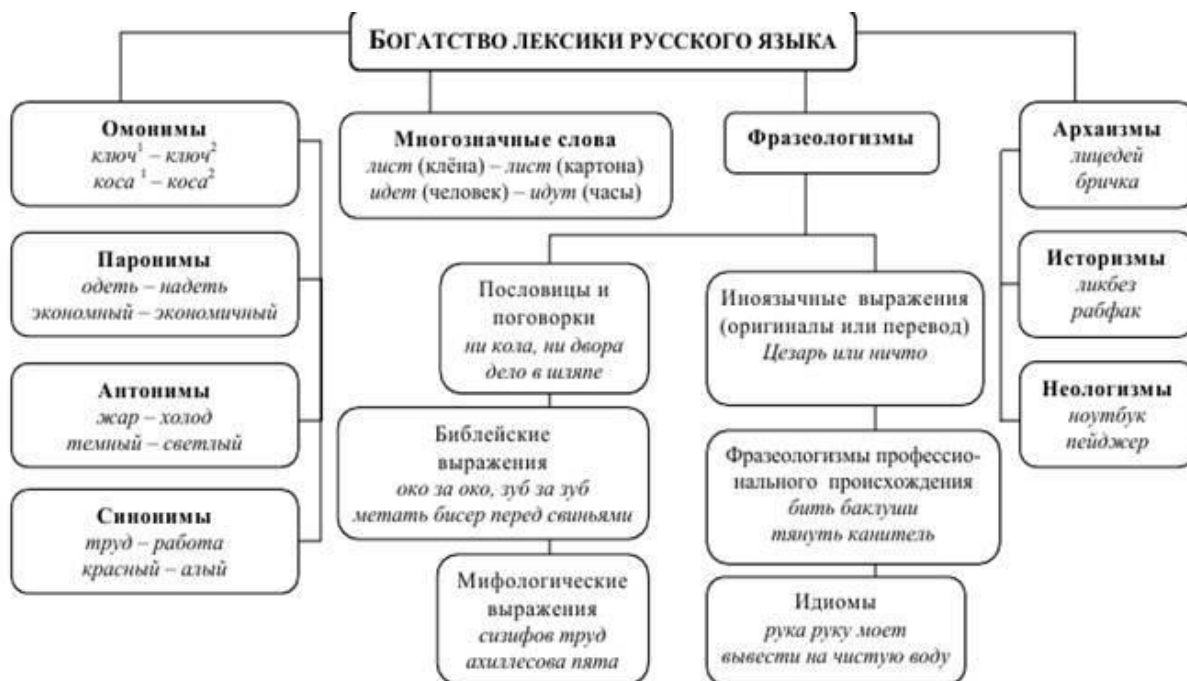 БОГАТСТВО ЛЕКСИКИ РУССКОГО ЯЗЫКА
Омонимы
ключ¹ – ключ²
коса ¹ – коса²
Паронимы
одеть – надеть
экономный – экономичный
Антонимы
жар – холод
темный – светлый
Синонимы
труд – работа
красный – алый
Многозначные слова
лист (клёна) – лист (картона)
идет (человек) – идут (часы)
Фразеологизмы
Пословицы и
поговорки
ни кола, ни двора
дело в шляпе
Библейские
выражения
око за око, зуб за зуб
метать бисер перед свиньями
Мифологические
выражения
сизифов труд
ахиллесова пята
Иноязычные выражения
(оригиналы или перевод)
Цезарь или ничто
Фразеологизмы профессио-
нального происхождения
бить баклуши
тянуть канитель
Идиомы
рука руку моет
вывести на чистую воду
Архаизмы
лицедей
бричка
Историзмы
ликбез
рабфак
Неологизмы
ноутбук
пейджер